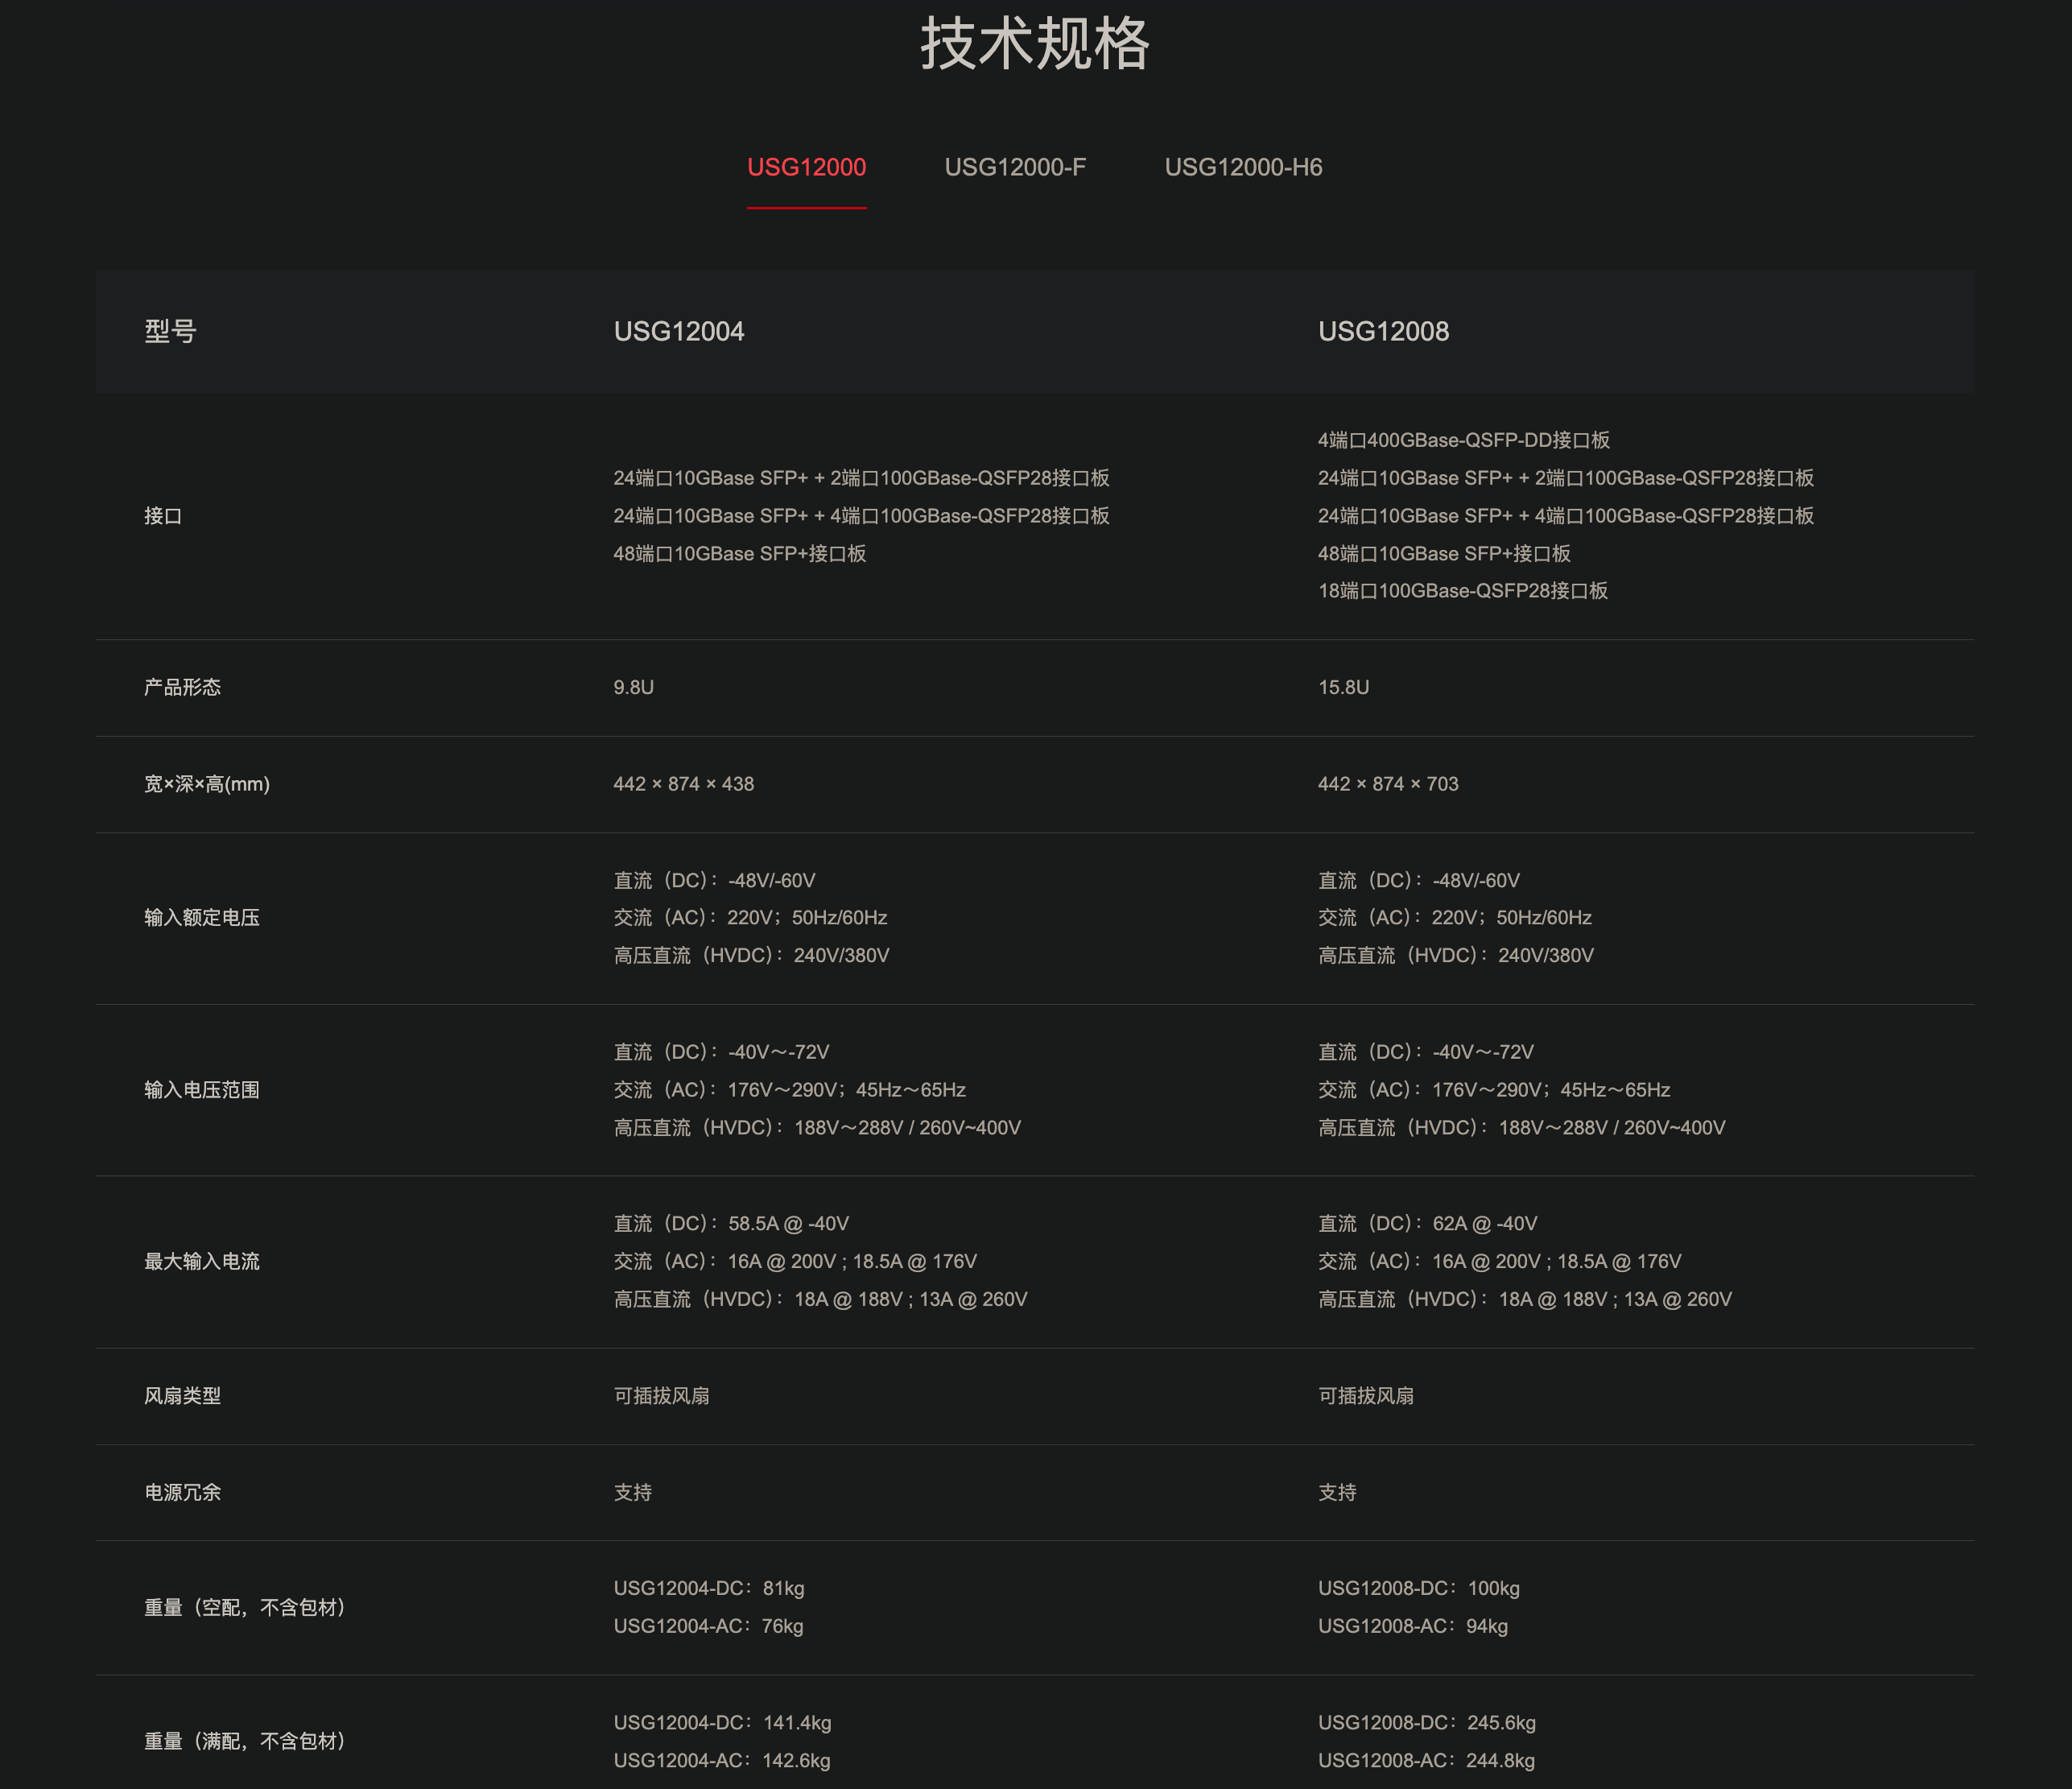 技术规格
USG12000 USG12000-F USG12000-H6
型号 USG12004 USG12008
接口
24端口10GBase SFP+ + 2端口100GBase-QSFP28接口板
24端口10GBase SFP+ + 4端口100GBase-QSFP28接口板
48端口10GBase SFP+接口板
4端口400GBase-QSFP-DD接口板
24端口10GBase SFP+ + 2端口100GBase-QSFP28接口板
24端口10GBase SFP+ + 4端口100GBase-QSFP28接口板
48端口10GBase SFP+接口板
18端口100GBase-QSFP28接口板
产品形态 9.8U 15.8U
宽×深×高(mm) 442 × 874 × 438 442 × 874 × 703
输入额定电压
直流（DC）：-48V/-60V
交流（AC）：220V；50Hz/60Hz
高压直流（HVDC）：240V/380V
直流（DC）：-48V/-60V
交流（AC）：220V；50Hz/60Hz
高压直流（HVDC）：240V/380V
输入电压范围
直流（DC）：-40V～-72V
交流（AC）：176V～290V；45Hz～65Hz
高压直流（HVDC）：188V～288V / 260V~400V
直流（DC）：-40V～-72V
交流（AC）：176V～290V；45Hz～65Hz
高压直流（HVDC）：188V～288V / 260V~400V
最大输入电流
直流（DC）：58.5A @ -40V
交流（AC）：16A @ 200V ; 18.5A @ 176V
高压直流（HVDC）：18A @ 188V ; 13A @ 260V
直流（DC）：62A @ -40V
交流（AC）：16A @ 200V ; 18.5A @ 176V
高压直流（HVDC）：18A @ 188V ; 13A @ 260V
风扇类型 可插拔风扇 可插拔风扇
电源冗余 支持 支持
重量（空配，不含包材）
USG12004-DC：81kg
USG12004-AC：76kg
USG12008-DC：100kg
USG12008-AC：94kg
重量（满配，不含包材）
USG12004-DC：141.4kg
USG12004-AC：142.6kg
USG12008-DC：245.6kg
USG12008-AC：244.8kg